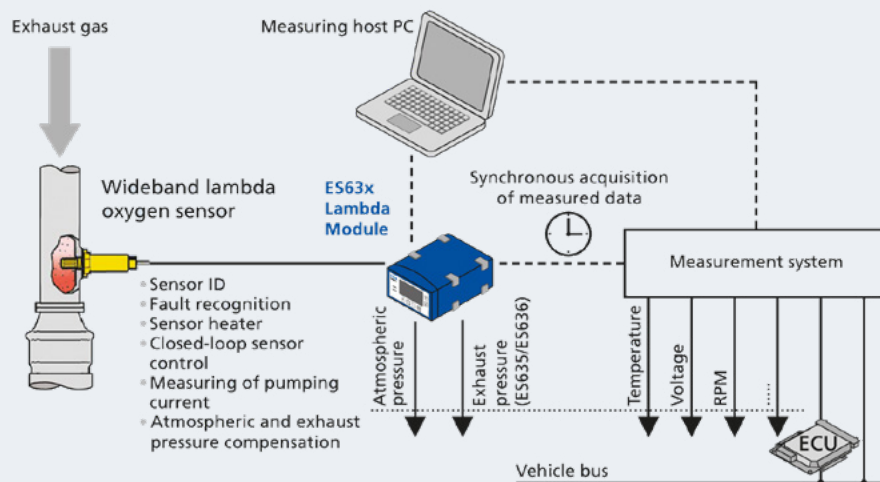 Exhaust gas
Measuring host PC
Wideband lambda
oxygen sensor
ES63x
Lambda
Module
Synchronous acquisition
of measured data
Measurement system
Sensor ID
Fault recognition
Sensor heater
Closed-loop sensor
control
Measuring of pumping
current
Atmospheric and exhaust
pressure compensation
Atmospheric
pressure
Exhaust
pressure
(ES635/ES636)
Temperature
Voltage
RPM
.....
ECU
Vehicle bus